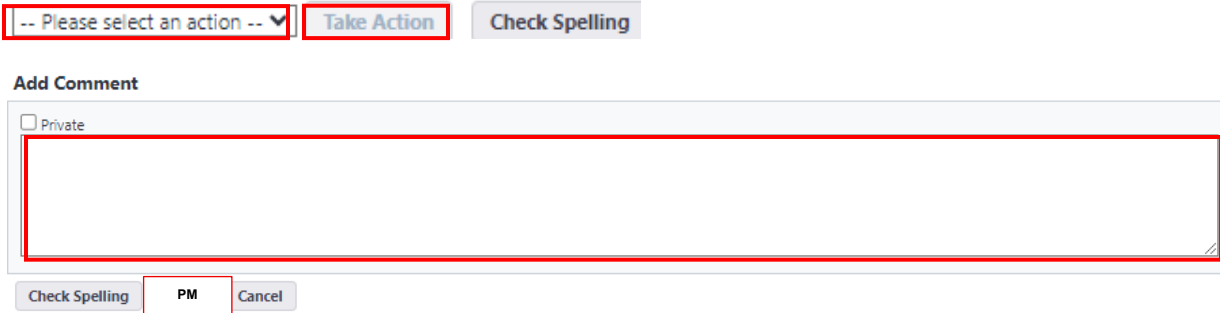 -- Please select an action -- Take Action Check Spelling
Add Comment
Private
Check Spelling PM Cancel